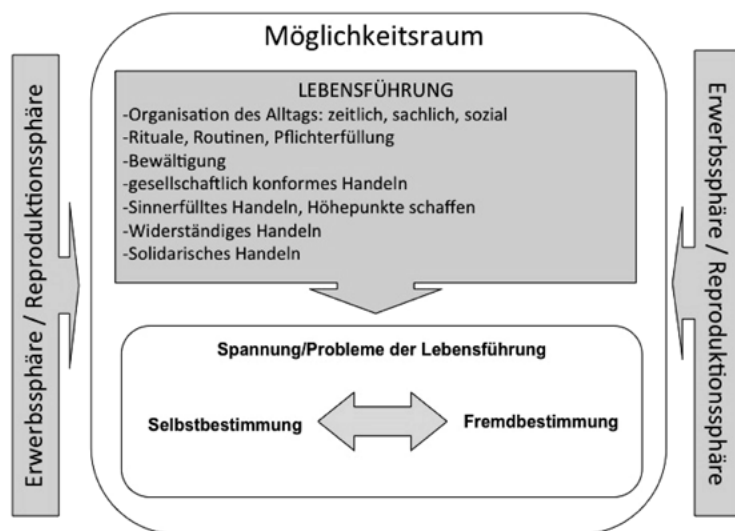 Möglichkeitsraum
Erwerbssphäre / Reproduktionssphäre
LEBENSFÜHRUNG
-Organisation des Alltags: zeitlich, sachlich, sozial
-Rituale, Routinen, Pflichterfüllung
-Bewältigung
-gesellschaftlich konformes Handeln
-Sinnerfülltes Handeln, Höhepunkte schaffen
-Widerständiges Handeln
-Solidarisches Handeln
Spannung/Probleme der Lebensführung
Selbstbestimmung
Fremdbestimmung
Erwerbssphäre / Reproduktionssphäre